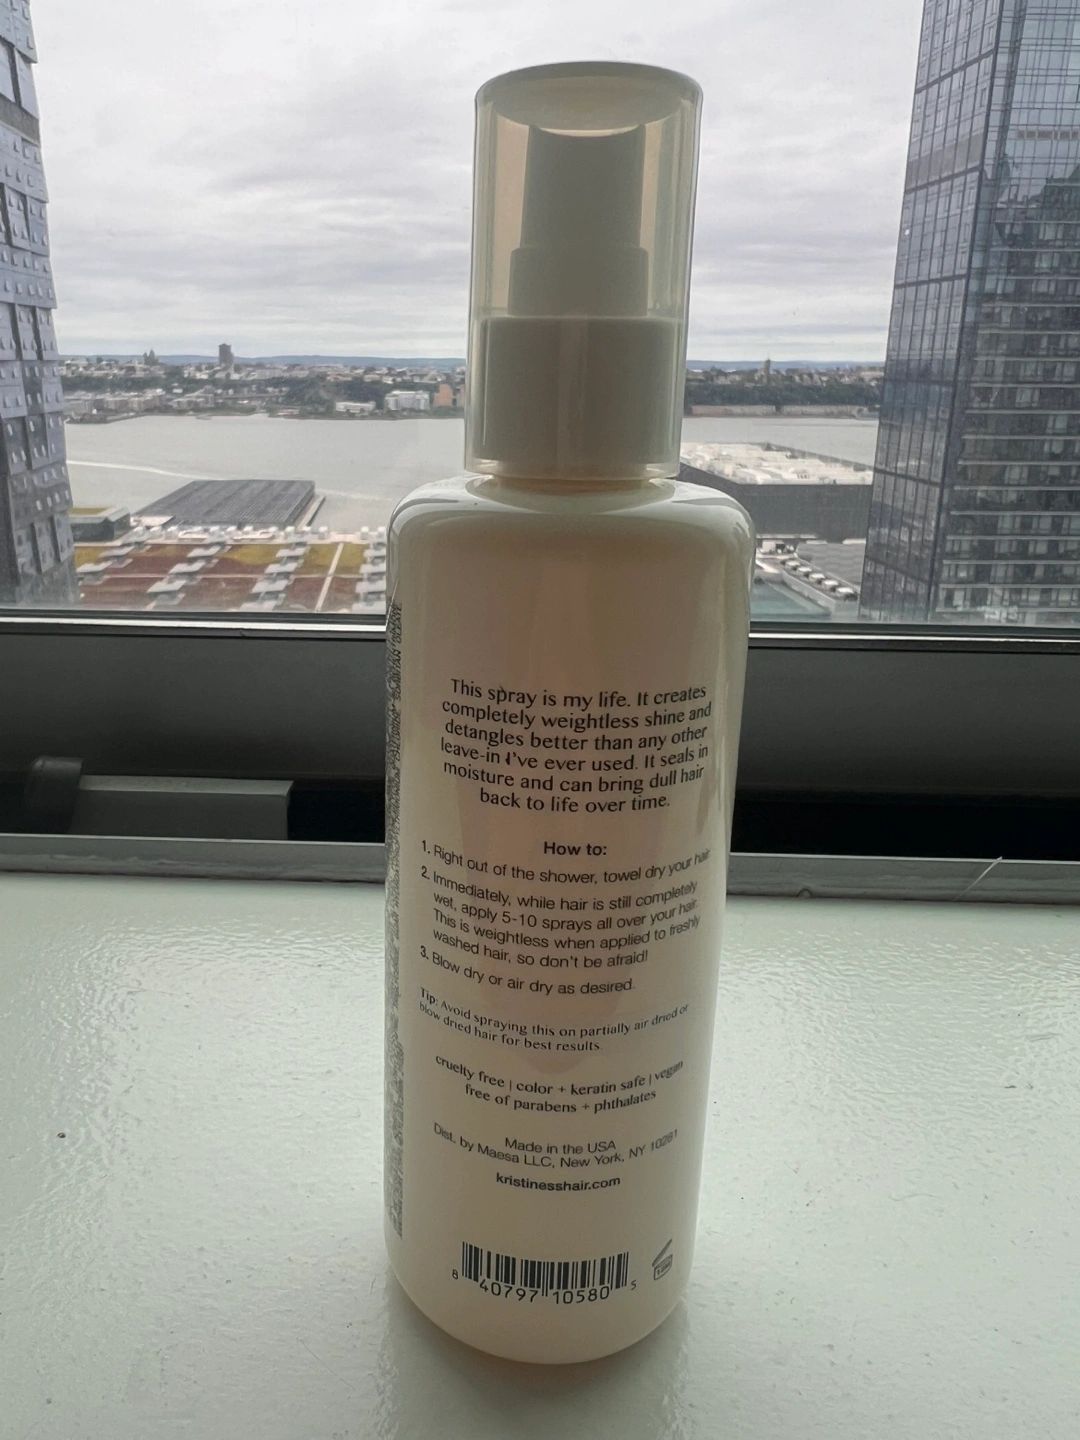 This spray is my life. It creates
completely weightless shine and
detangles better than any other
leave-in I've ever used. It seals in
moisture and can bring dull hair
back to life over time.
How to:
1. Right out of the shower, towel dry your hair.
2. Immediately, while hair is still completely
wet, apply 5-10 sprays all over your hair.
This is weightless when applied to freshly
washed hair, so don't be afraid!
3. Blow dry or air dry as desired.
Tip: Avoid spraying this on partially air dried or
blow dried hair for best results.
cruelty free | color + keratin safe | vegan
free of parabens + phthalates
Made in the USA
Dist. by Maesa LLC, New York, NY 10281
kristinesshair.com
8 40797 10580 5